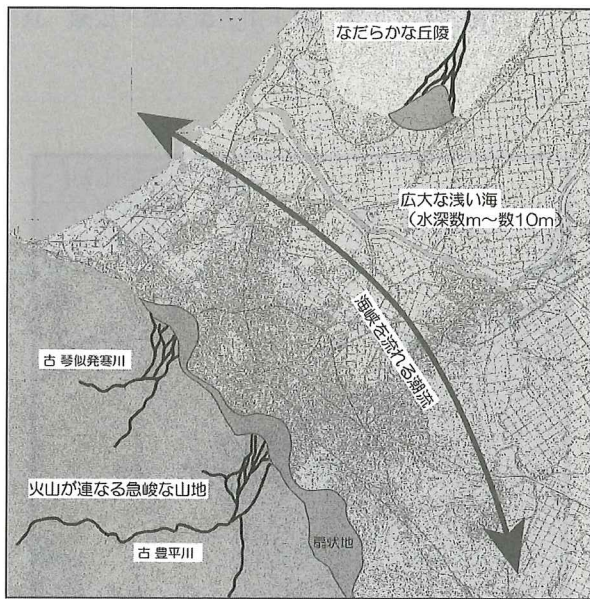 なだらかな丘陵
広大な浅い海
(水深数m〜数10m)
海峡を流れる潮流
古 琴似発寒川
火山が連なる急峻な山地
古 豊平川
扇状地